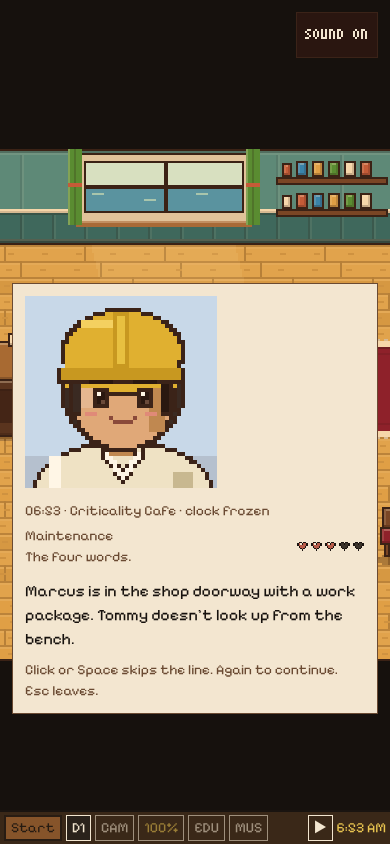 SOUND ON
06:53 · Criticality Cafe · clock frozen
Maintenance
The four words.
Marcus is in the shop doorway with a work
package. Tommy doesn't look up from the
bench.
Click or Space skips the line. Again to continue.
Esc leaves.
Start D1 CAM 100% EDU MUS 6:53 AM